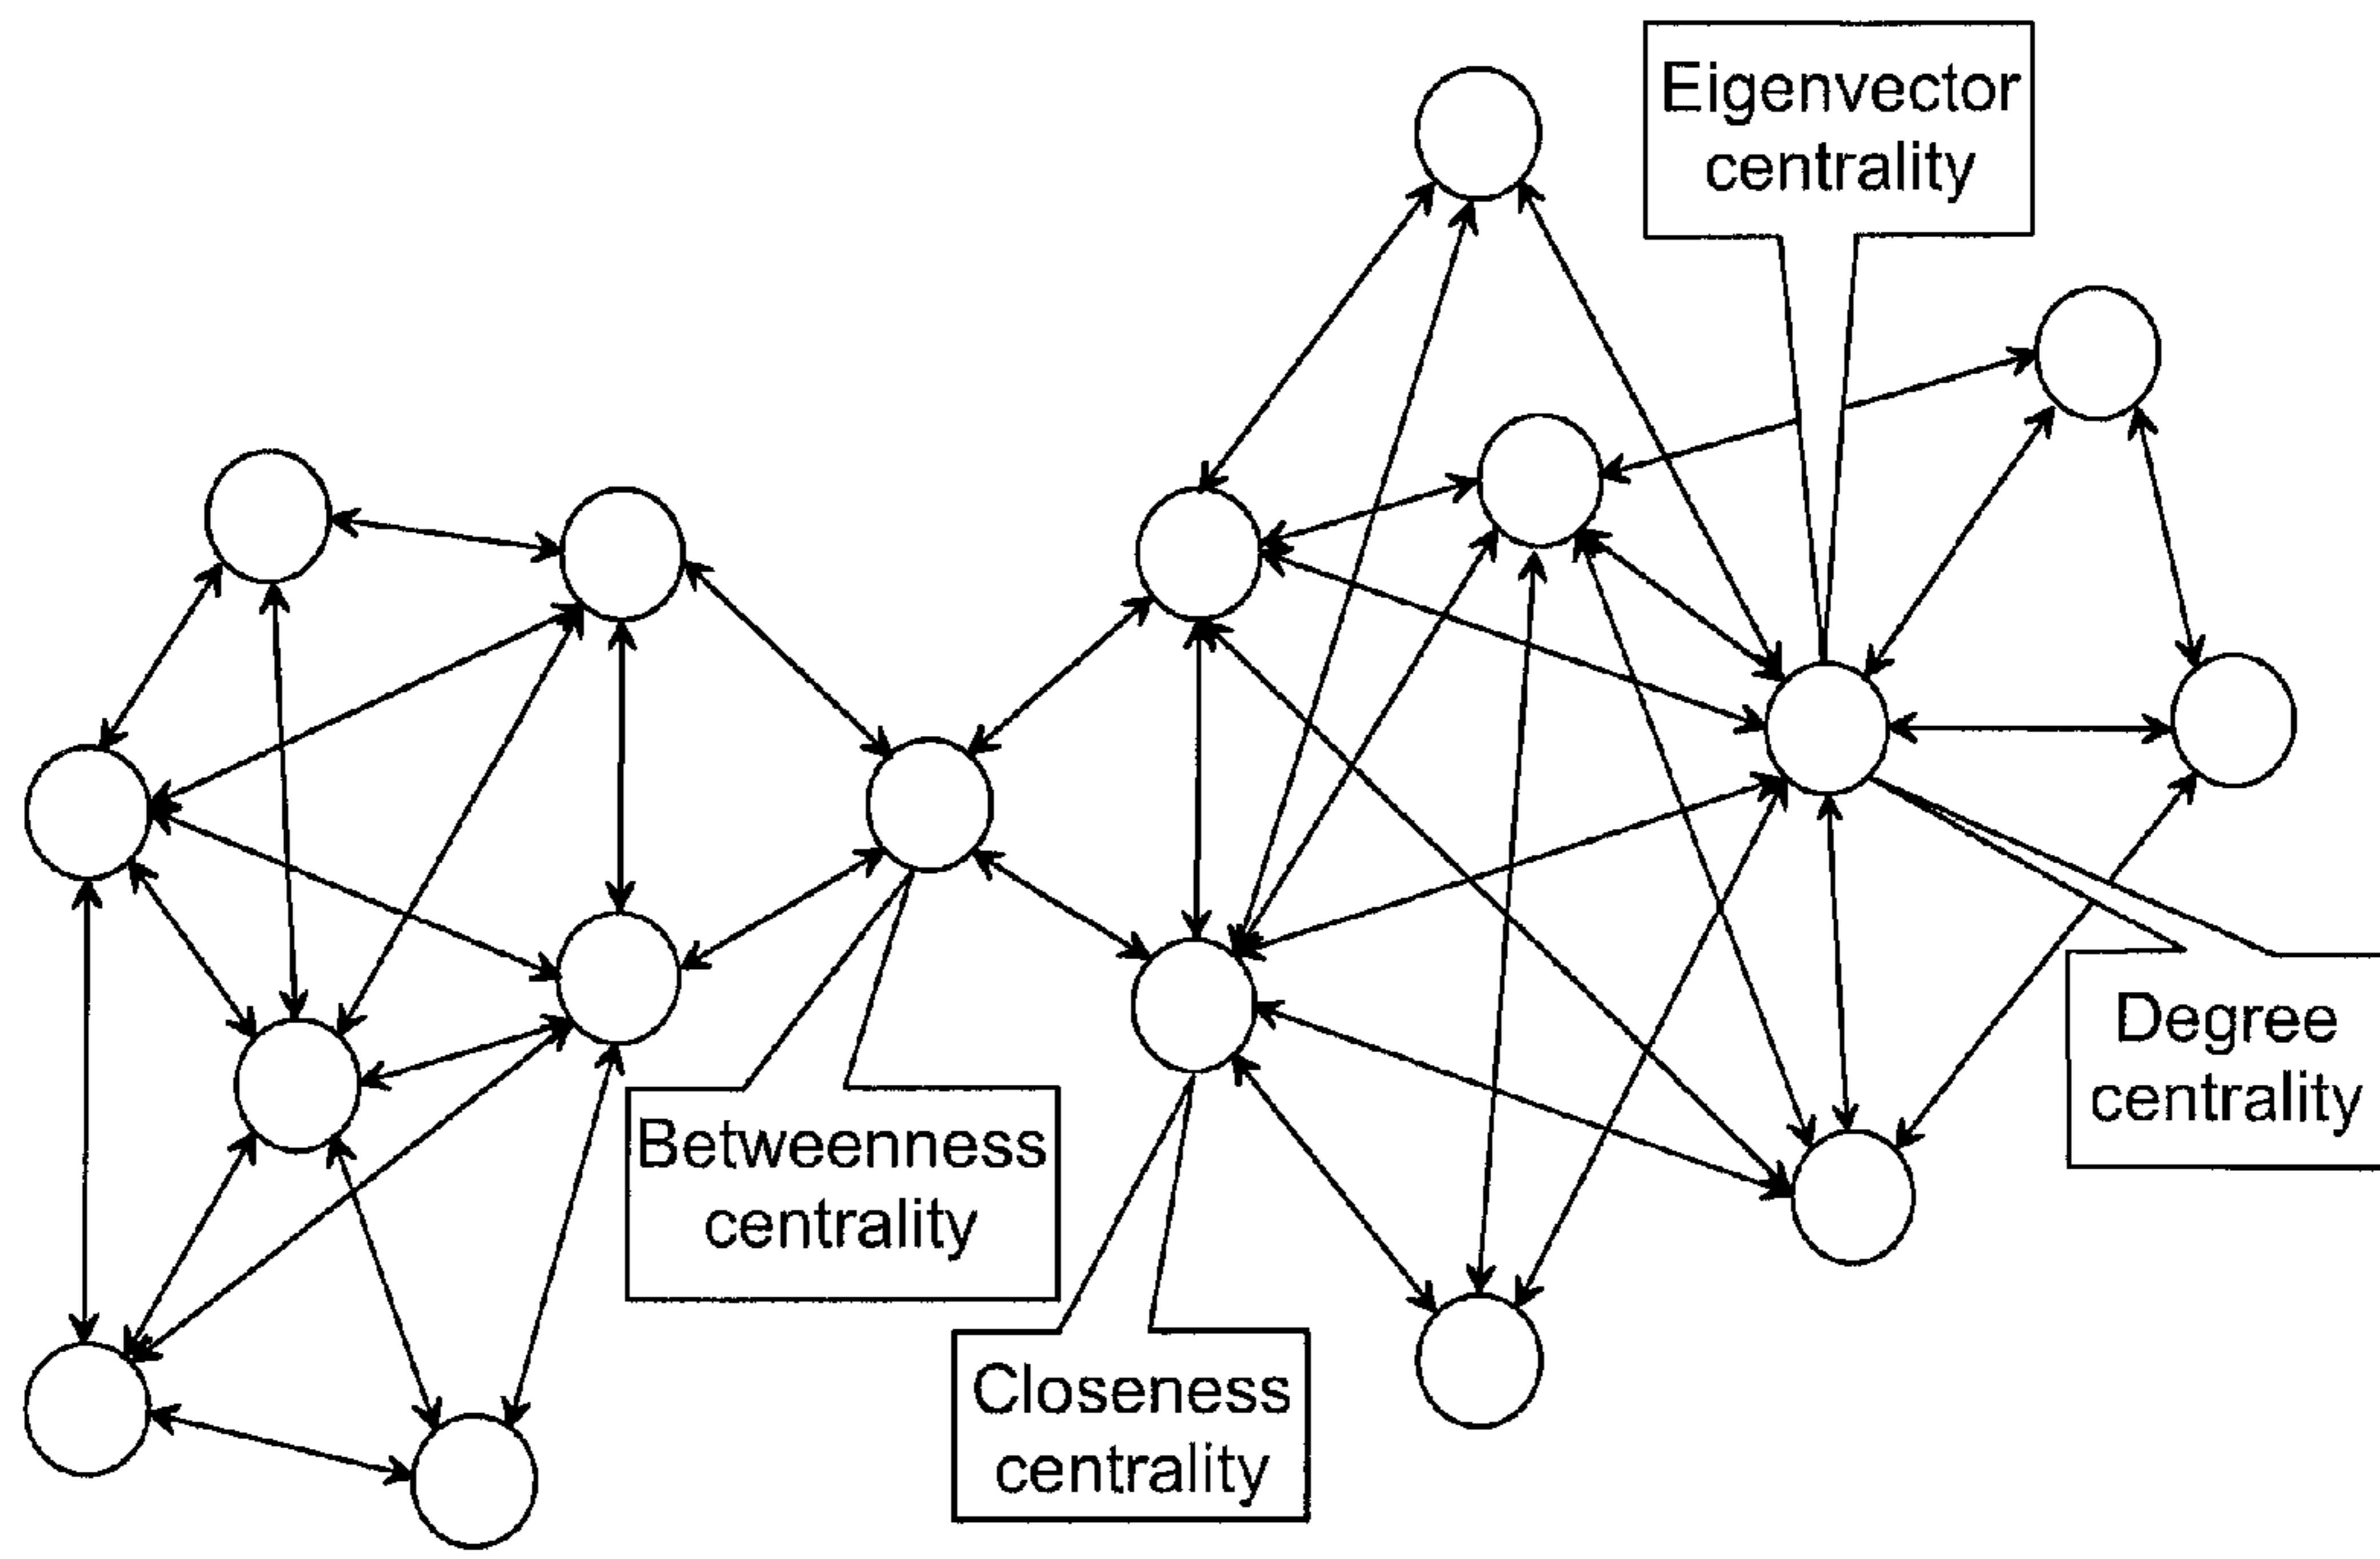 Eigenvector
centrality
Degree
centrality
Betweenness
centrality
Closeness
centrality